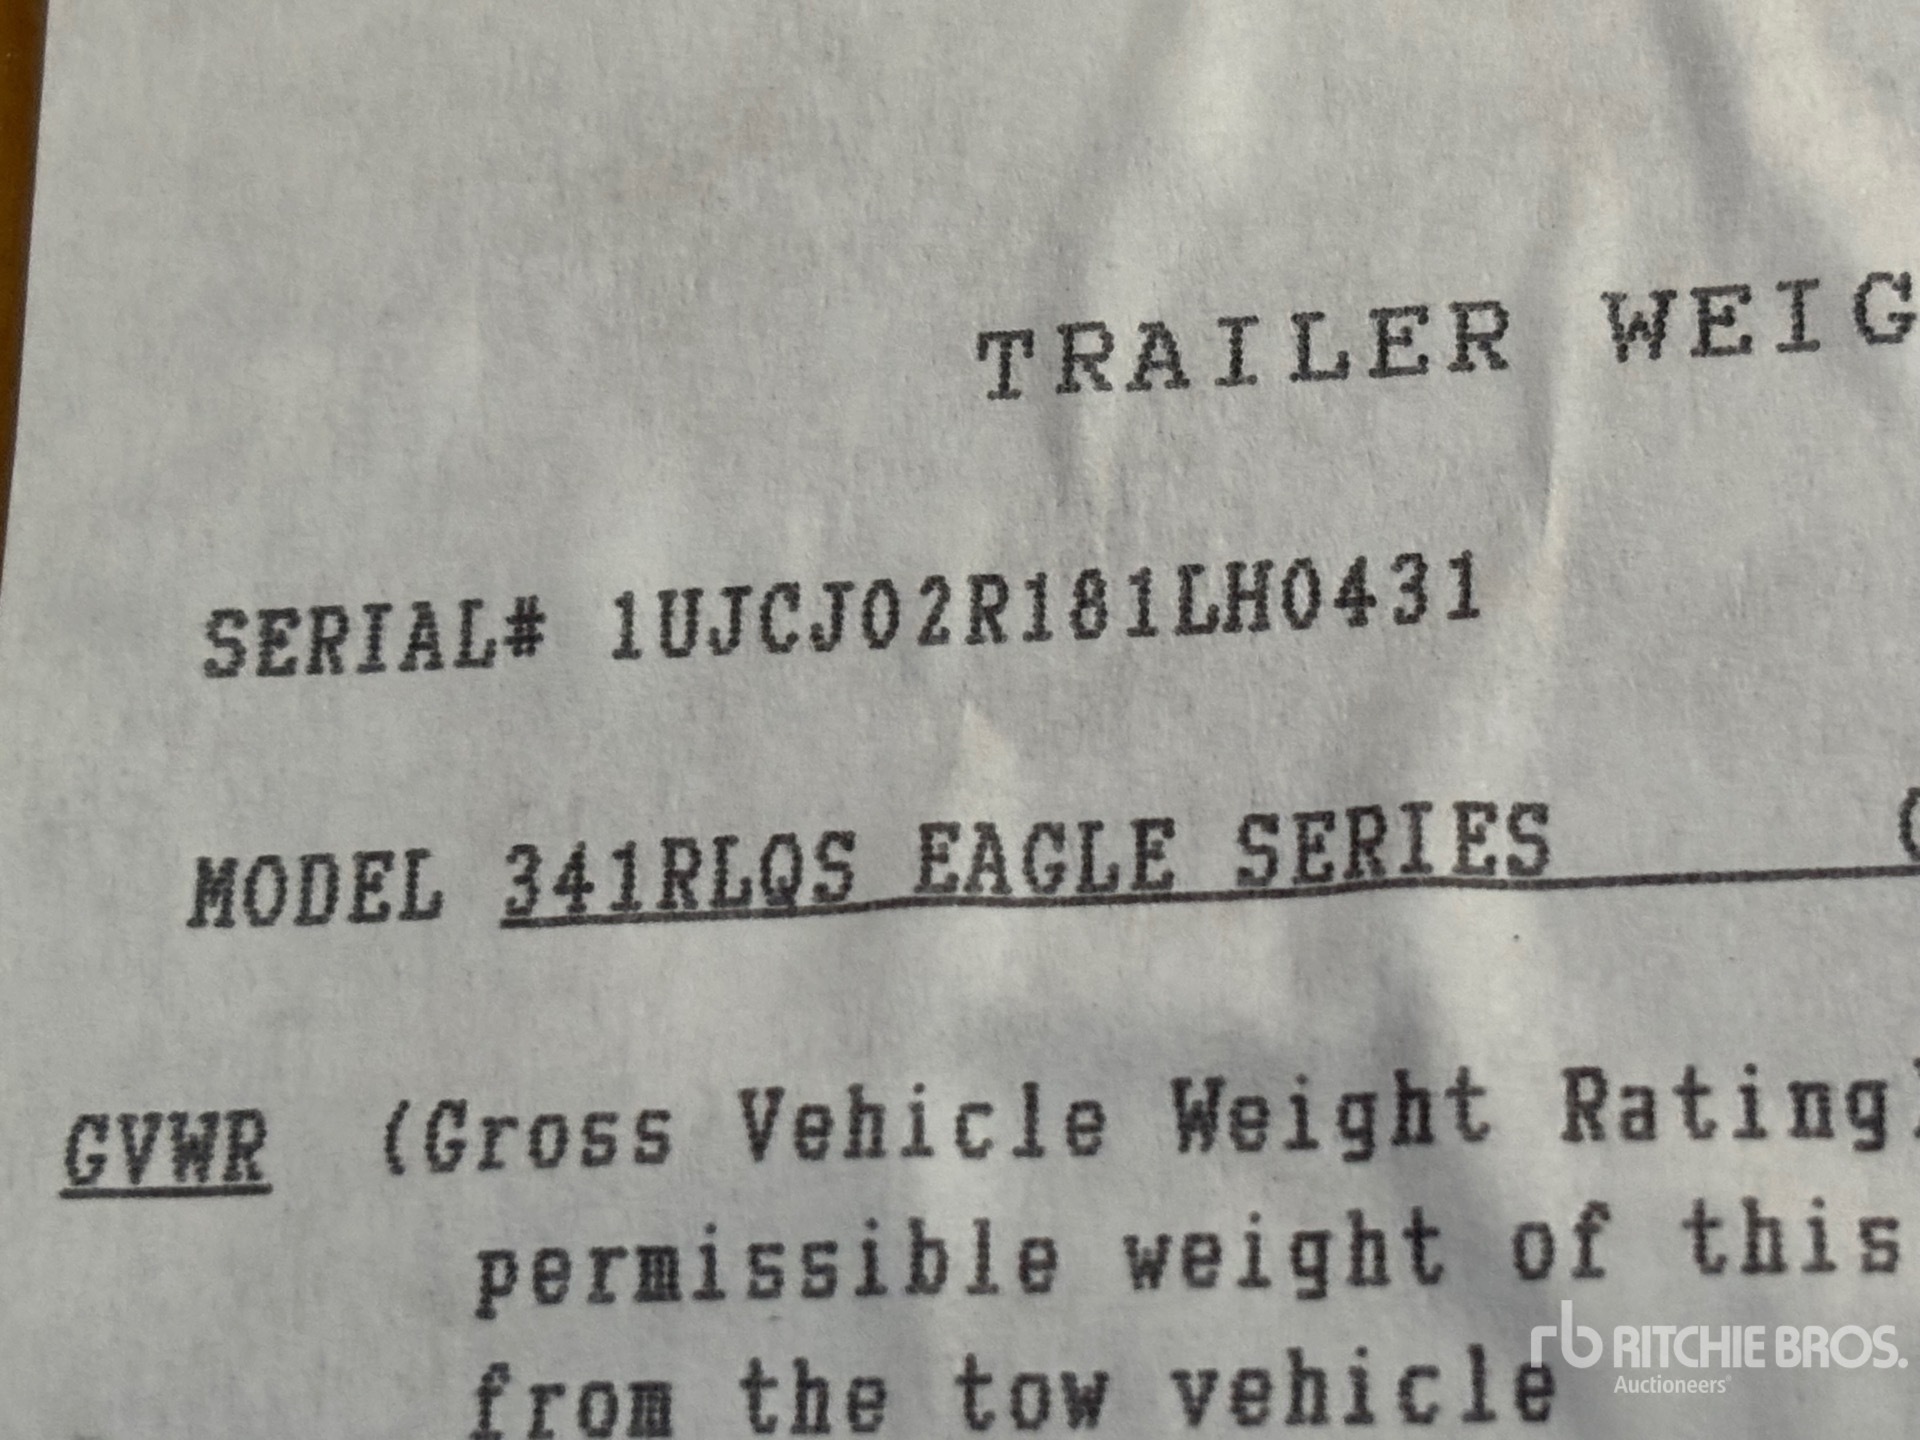 TRAILER WEIG
SERIAL# 1UJCJ02R181LH0431
MODEL 341RLQS EAGLE SERIES
GVWR (Gross Vehicle Weight Rating)
permissible weight of this
from the tow vehicle
rb RITCHIE BROS.
Auctioneers